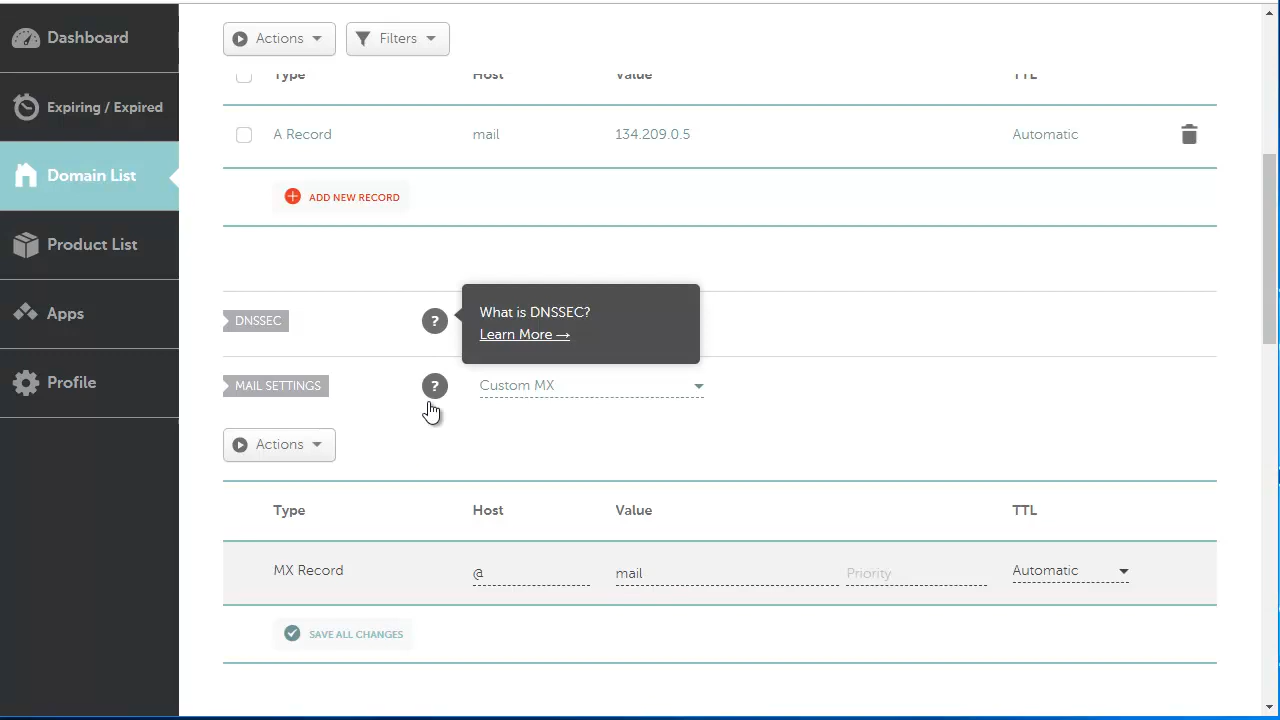 Dashboard
Expiring / Expired
Domain List
Product List
Apps
Profile
Actions Filters
Type Host Value TTL
A Record mail 134.209.0.5 Automatic
ADD NEW RECORD
DNSSEC ? What is DNSSEC?
Learn More →
MAIL SETTINGS ? Custom MX
Actions
Type Host Value TTL
MX Record @ mail Priority Automatic
SAVE ALL CHANGES